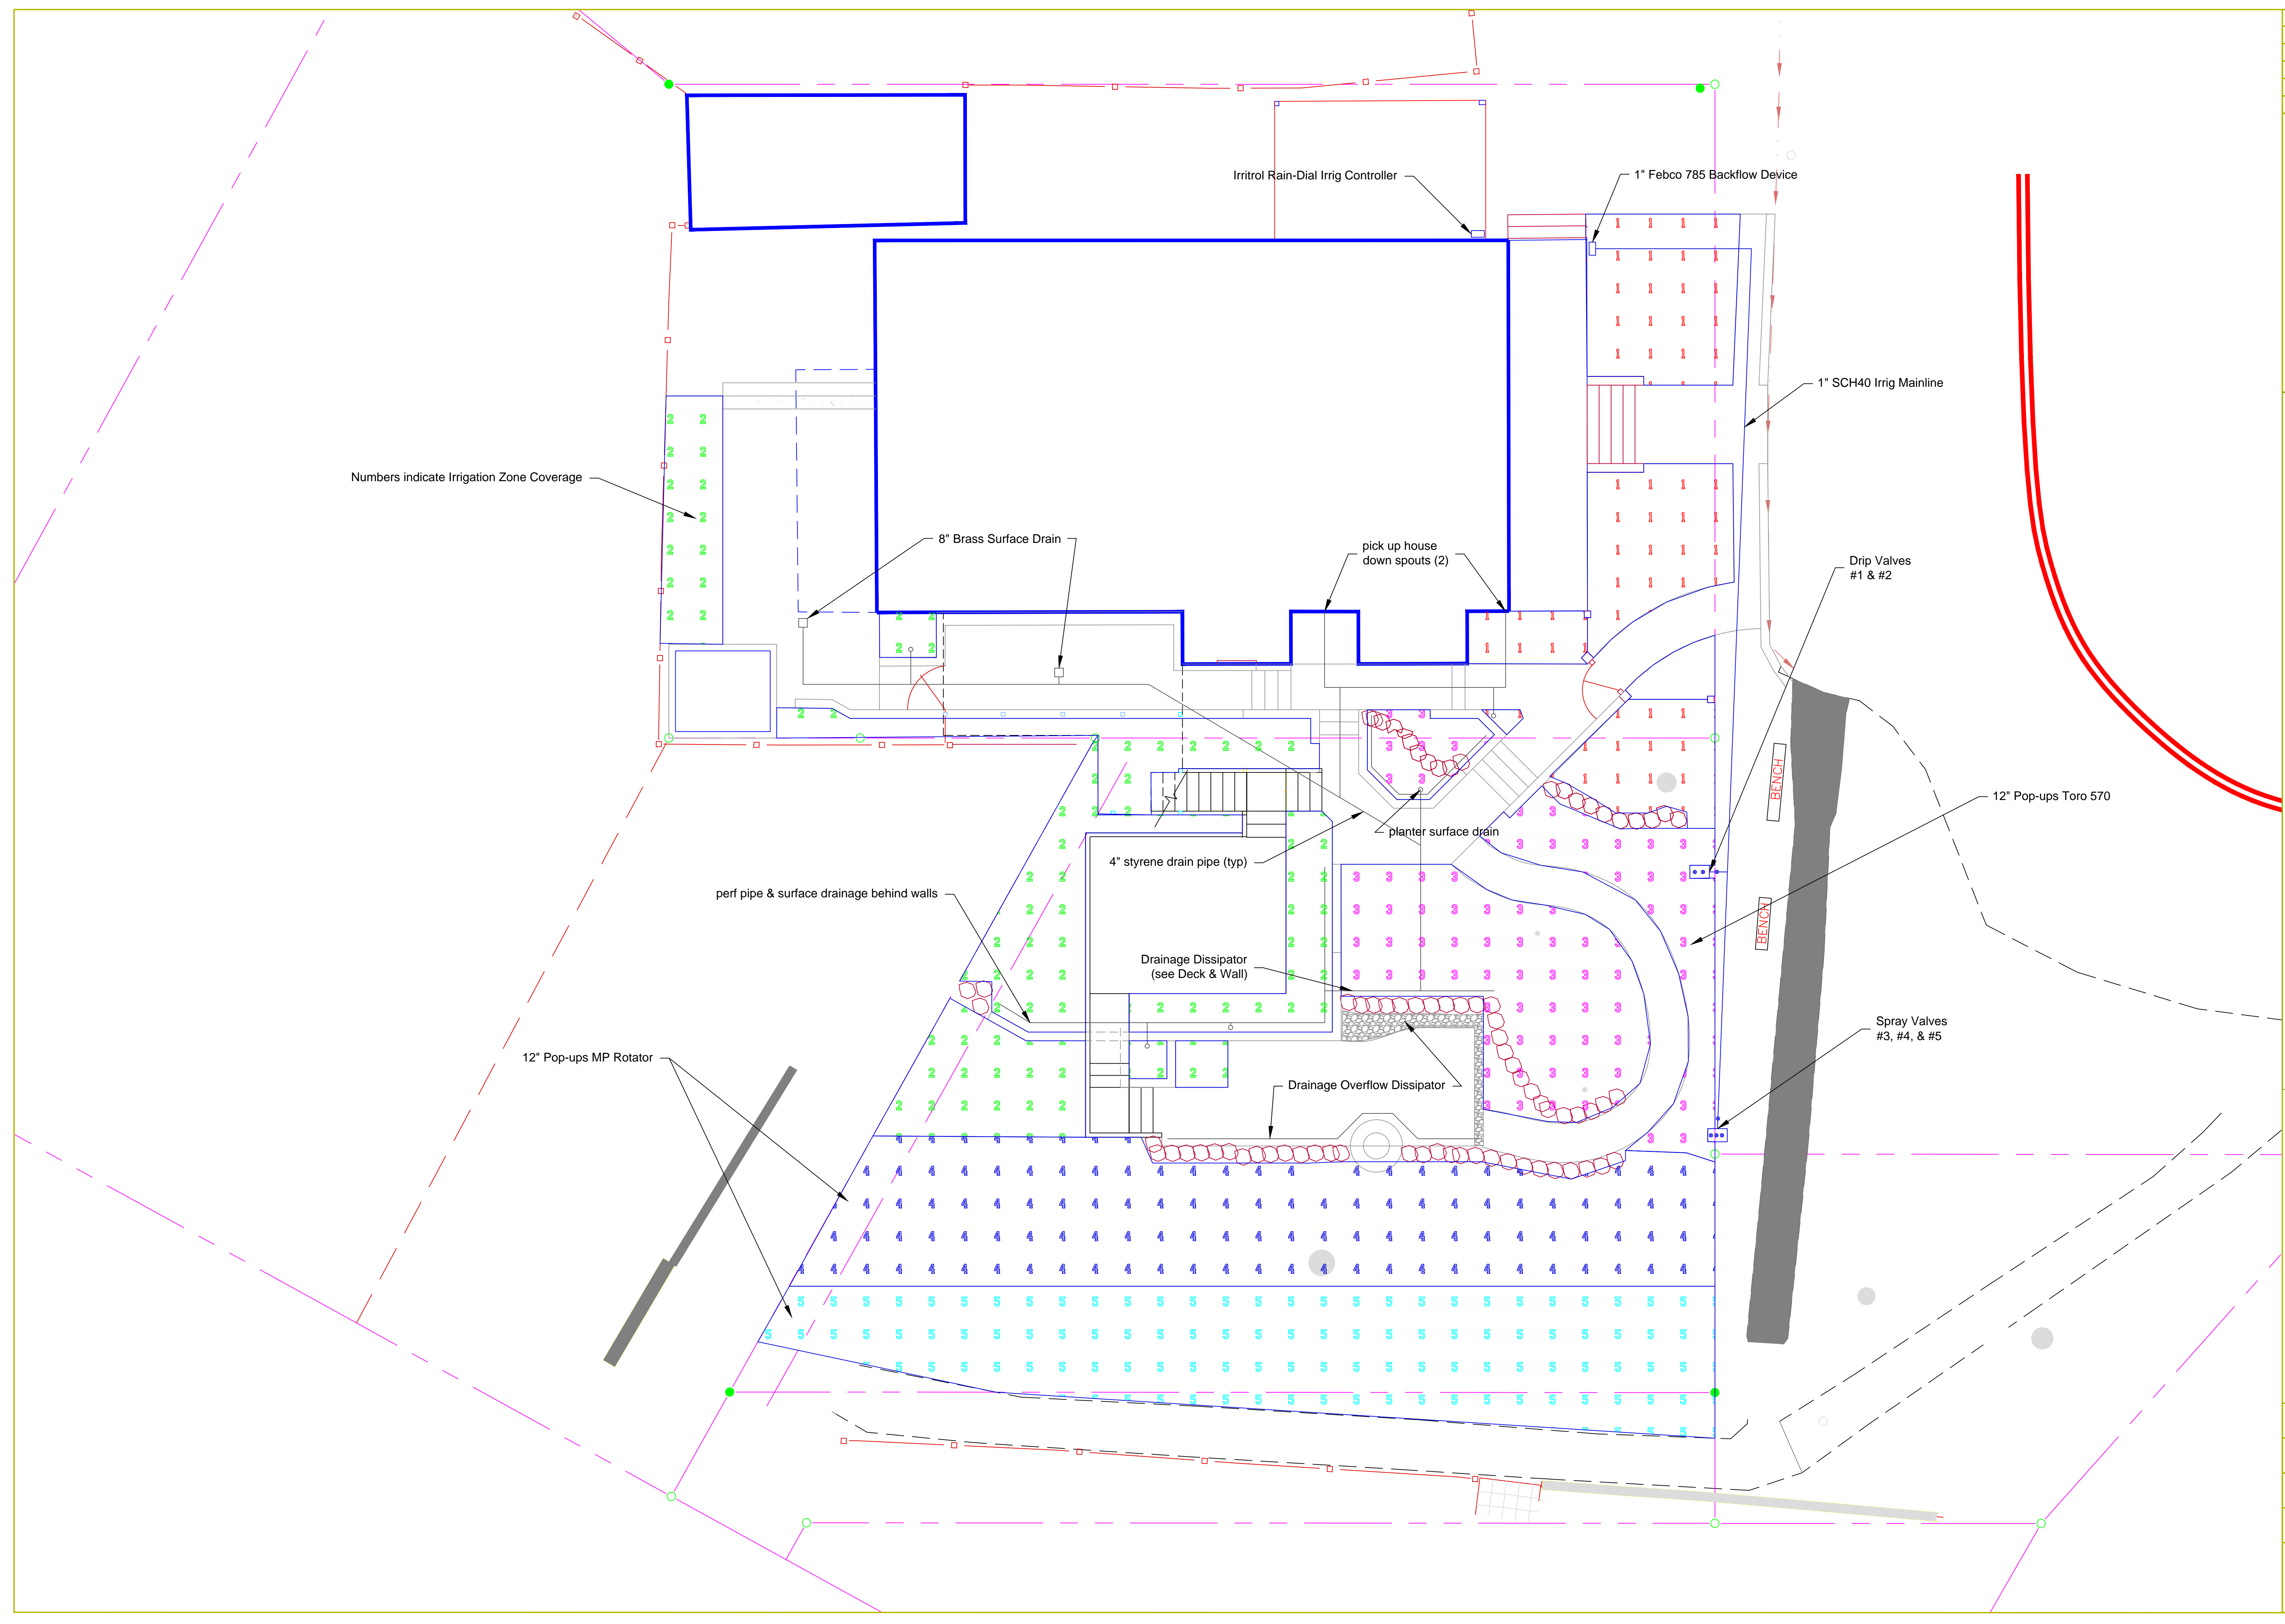 Irritrol Rain-Dial Irrig Controller
1" Febco 785 Backflow Device
1" SCH40 Irrig Mainline
Numbers indicate Irrigation Zone Coverage
8" Brass Surface Drain
pick up house
down spouts (2)
Drip Valves
#1 & #2
BENCH
12" Pop-ups Toro 570
planter surface drain
4" styrene drain pipe (typ)
perf pipe & surface drainage behind walls
BENCH
Drainage Dissipator
(see Deck & Wall)
Spray Valves
#3, #4, & #5
12" Pop-ups MP Rotator
Drainage Overflow Dissipator